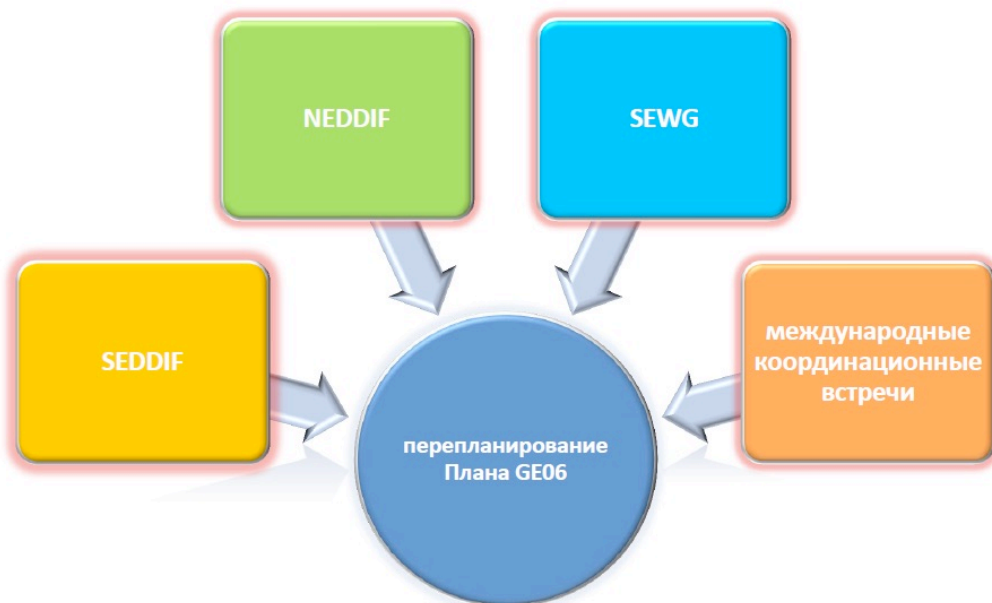 NEDDIF
SEWG
SEDDIF
международные
координационные
встречи
перепланирование
Плана GE06